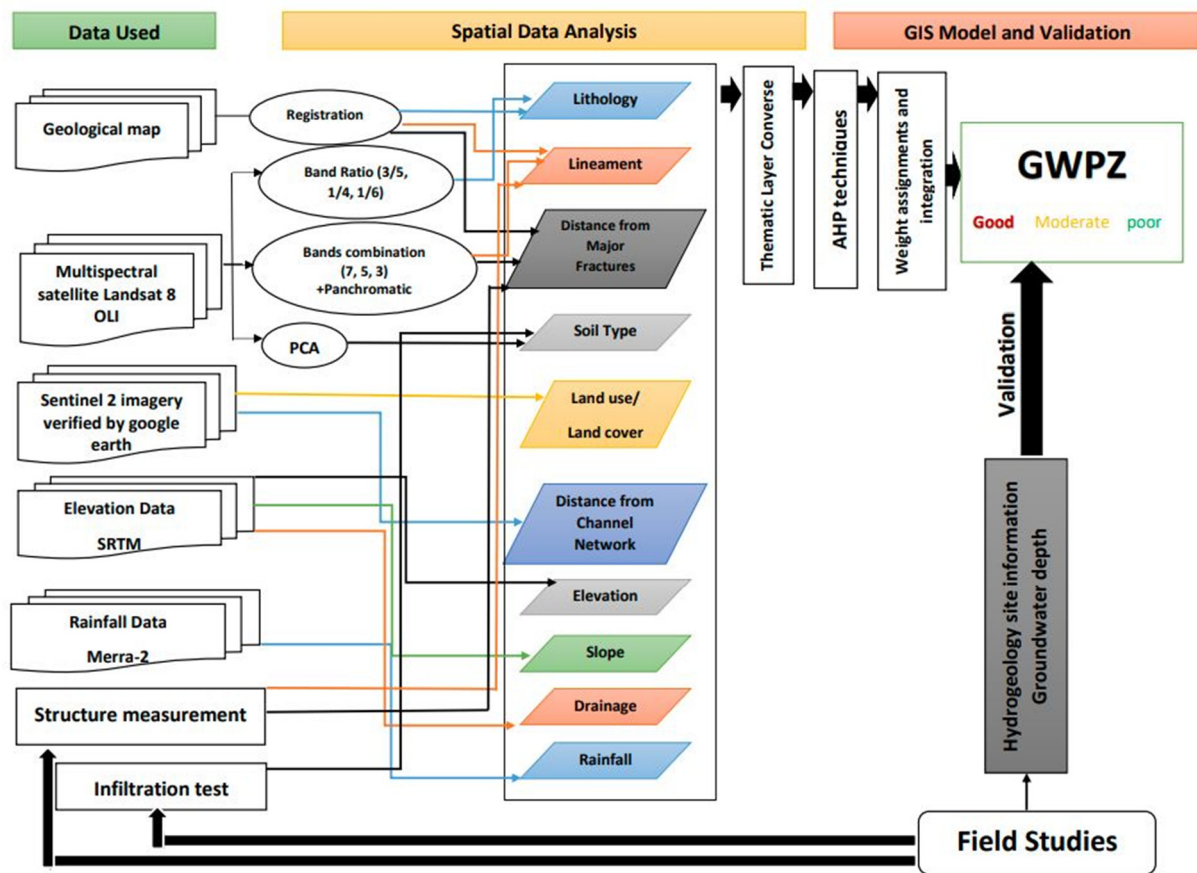 Data Used
Spatial Data Analysis
GIS Model and Validation
Geological map
Multispectral
satellite Landsat 8
OLI
Sentinel 2 imagery
verified by google
earth
Elevation Data
SRTM
Rainfall Data
Merra-2
Structure measurement
Infiltration test
Registration
Band Ratio (3/5,
1/4, 1/6)
Bands combination
(7, 5, 3)
+Panchromatic
PCA
Lithology
Lineament
Distance from
Major
Fractures
Soil Type
Land use/
Land cover
Distance from
Channel
Network
Elevation
Slope
Drainage
Rainfall
Thematic Layer Converse
AHP techniques
Weight assignments and
integration
GWPZ
Good Moderate poor
Validation
Hydrogeology site information
Groundwater depth
Field Studies